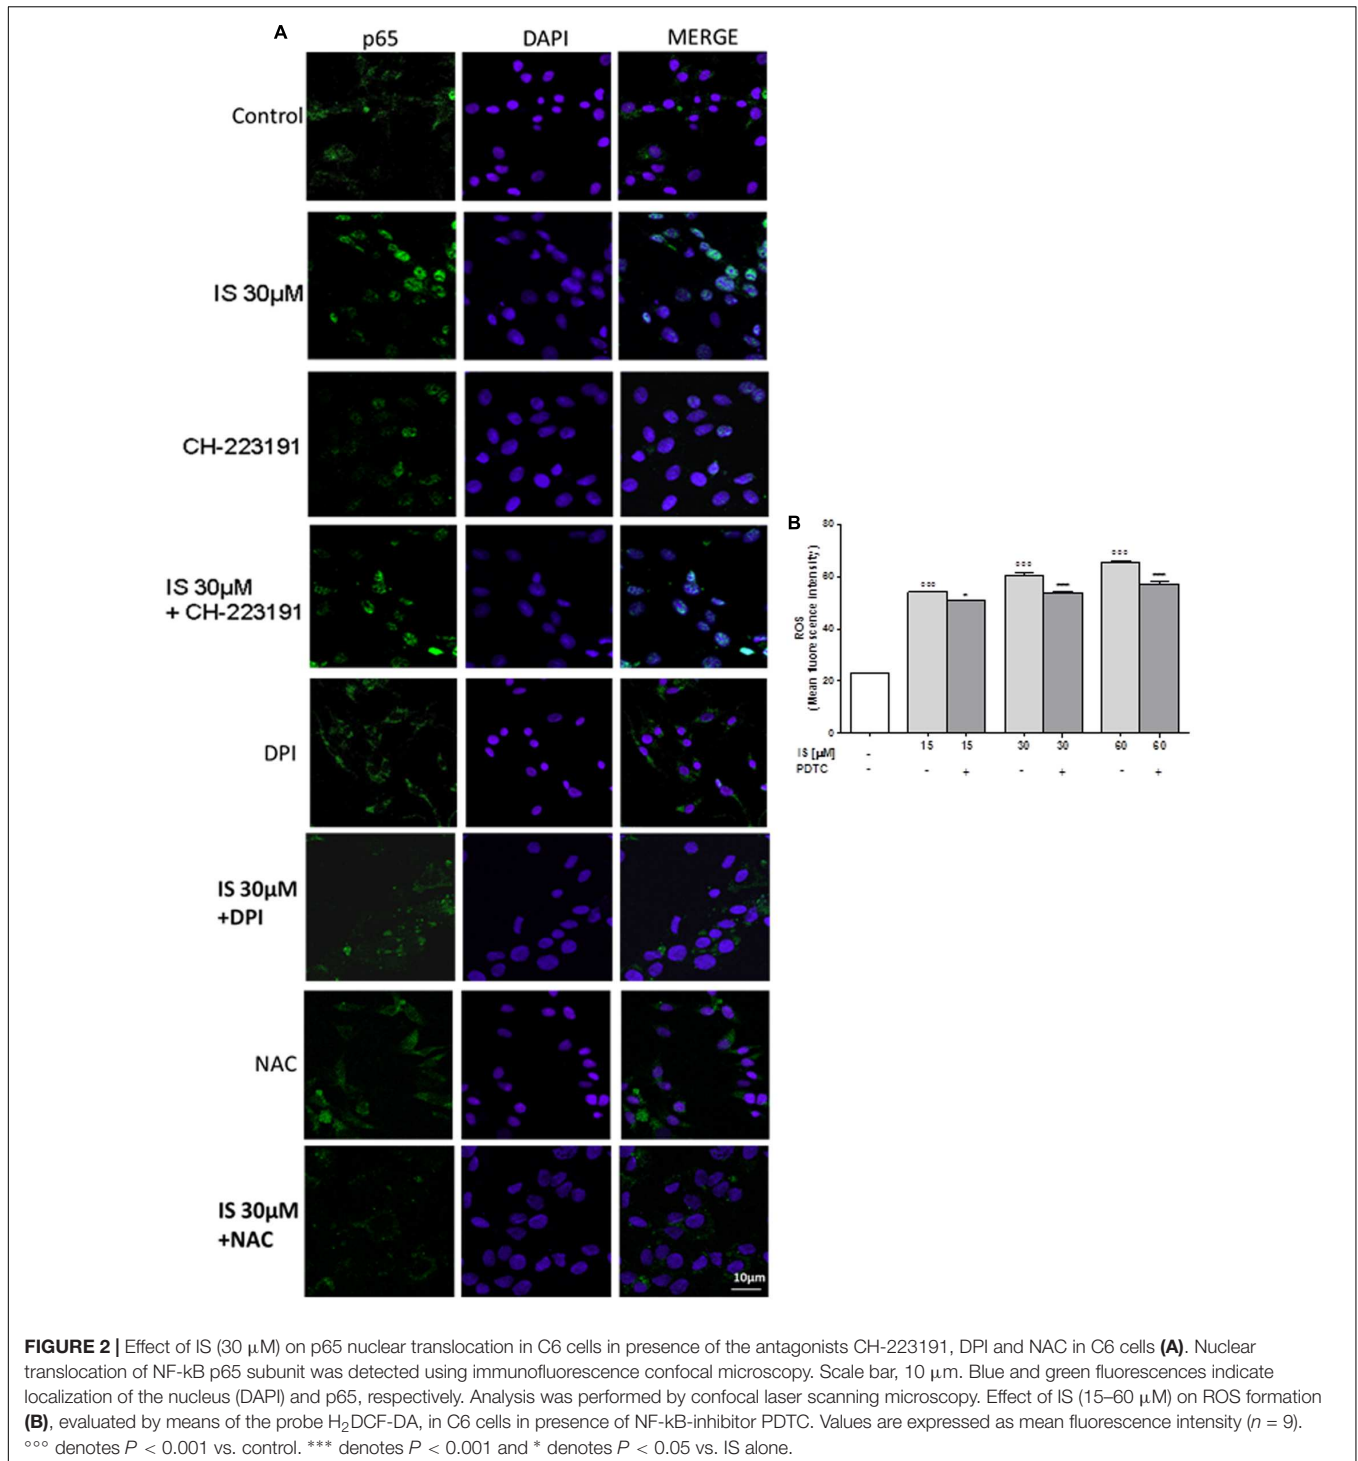 A
p65 DAPI MERGE
Control
IS 30µM
CH-223191
IS 30µM
+ CH-223191
DPI
IS 30µM
+DPI
NAC
IS 30µM
+NAC
10µm
B
ROS
(Mean fluorescence intensity)
80
60
40
20
0
°°° °°° °°°
* *** ***
IS [µM] - 15 15 30 30 60 60
PDTC - - + - + - +
FIGURE 2 | Effect of IS (30 µM) on p65 nuclear translocation in C6 cells in presence of the antagonists CH-223191, DPI and NAC in C6 cells (A). Nuclear
translocation of NF-kB p65 subunit was detected using immunofluorescence confocal microscopy. Scale bar, 10 µm. Blue and green fluorescences indicate
localization of the nucleus (DAPI) and p65, respectively. Analysis was performed by confocal laser scanning microscopy. Effect of IS (15–60 µM) on ROS formation
(B), evaluated by means of the probe H₂DCF-DA, in C6 cells in presence of NF-kB-inhibitor PDTC. Values are expressed as mean fluorescence intensity (n = 9).
°°° denotes P < 0.001 vs. control. *** denotes P < 0.001 and * denotes P < 0.05 vs. IS alone.